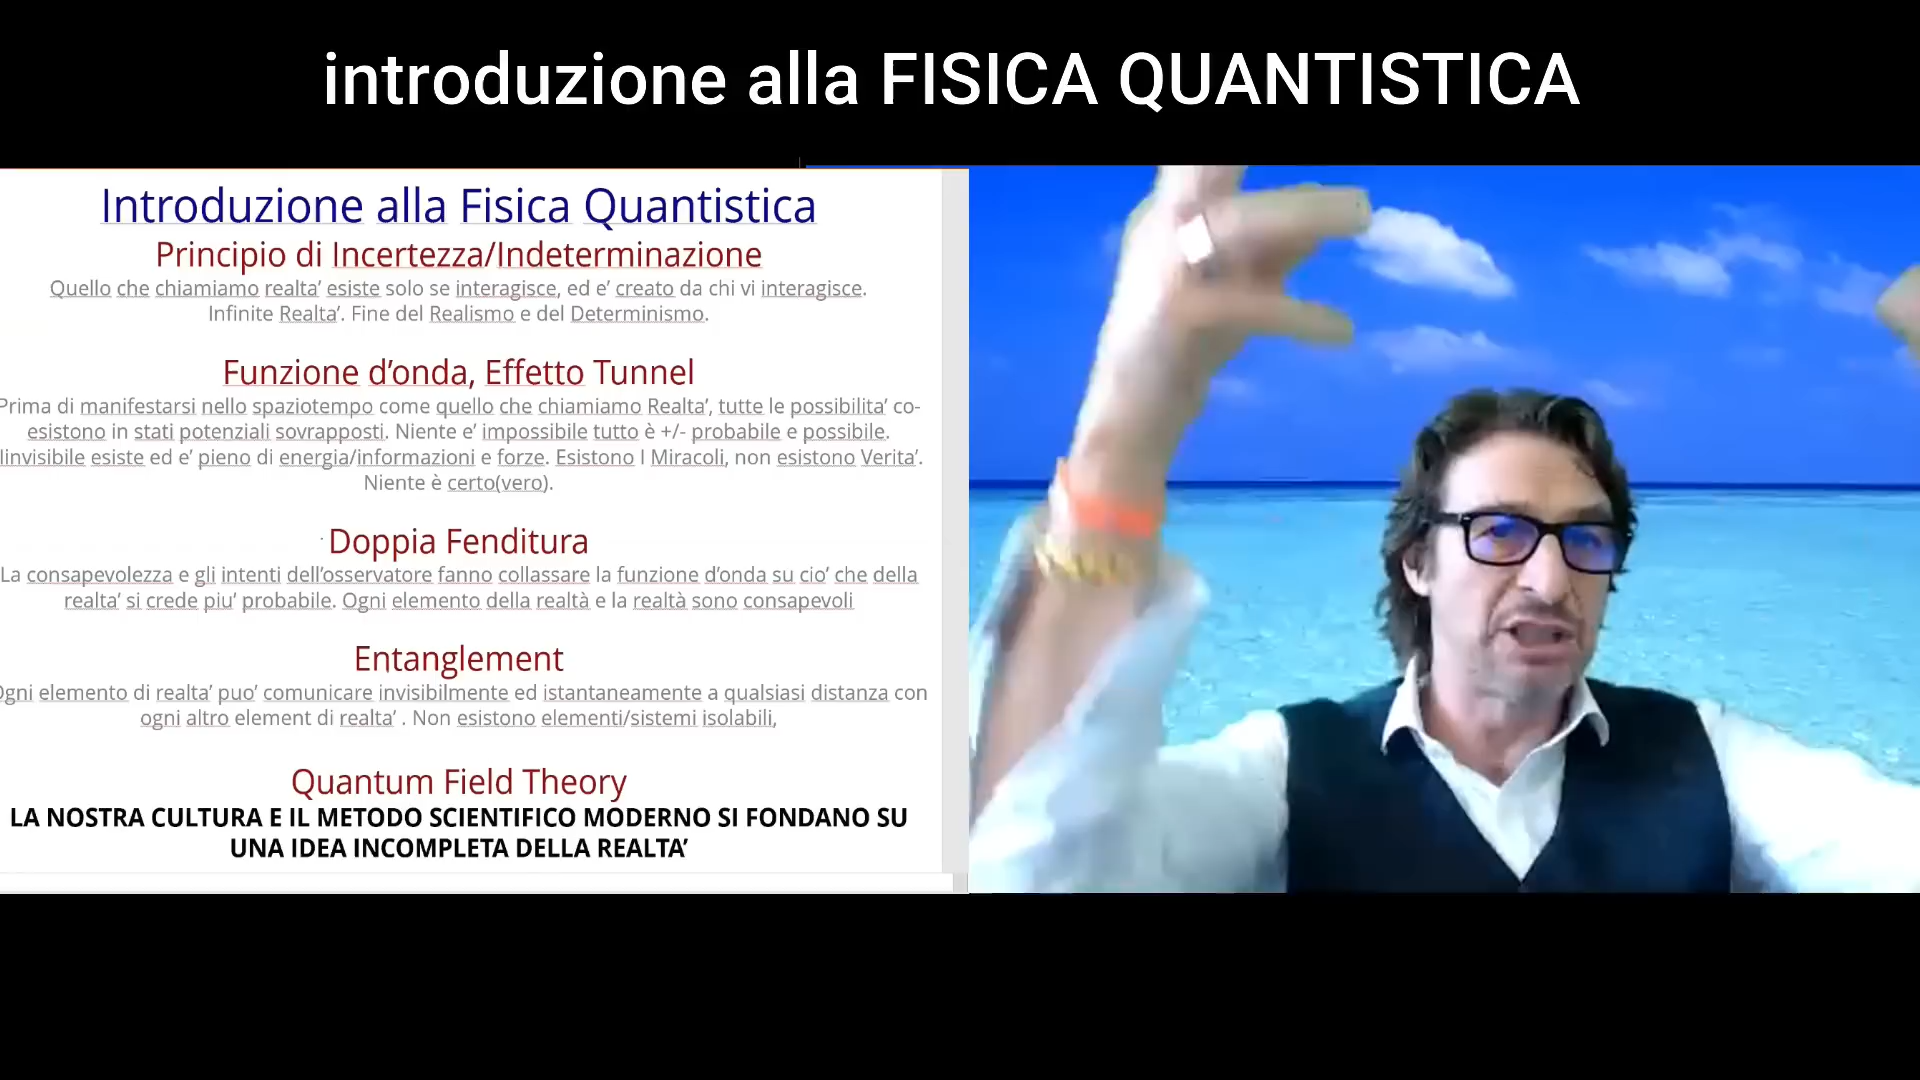 introduzione alla FISICA QUANTISTICA
Introduzione alla Fisica Quantistica
Principio di Incertezza/Indeterminazione
Quello che chiamiamo realta’ esiste solo se interagisce, ed e’ creato da chi vi interagisce.
Infinite Realta’. Fine del Realismo e del Determinismo.
Funzione d’onda, Effetto Tunnel
Prima di manifestarsi nello spaziotempo come quello che chiamiamo Realta’, tutte le possibilita’ co-
esistono in stati potenziali sovrapposti. Niente e’ impossibile tutto è +/- probabile e possibile.
linvisibile esiste ed e’ pieno di energia/informazioni e forze. Esistono I Miracoli, non esistono Verita’.
Niente è certo(vero).
Doppia Fenditura
La consapevolezza e gli intenti dell’osservatore fanno collassare la funzione d’onda su cio’ che della
realta’ si crede piu’ probabile. Ogni elemento della realtà e la realtà sono consapevoli
Entanglement
Ogni elemento di realta’ puo’ comunicare invisibilmente ed istantaneamente a qualsiasi distanza con
ogni altro element di realta’ . Non esistono elementi/sistemi isolabili,
Quantum Field Theory
LA NOSTRA CULTURA E IL METODO SCIENTIFICO MODERNO SI FONDANO SU
UNA IDEA INCOMPLETA DELLA REALTA’